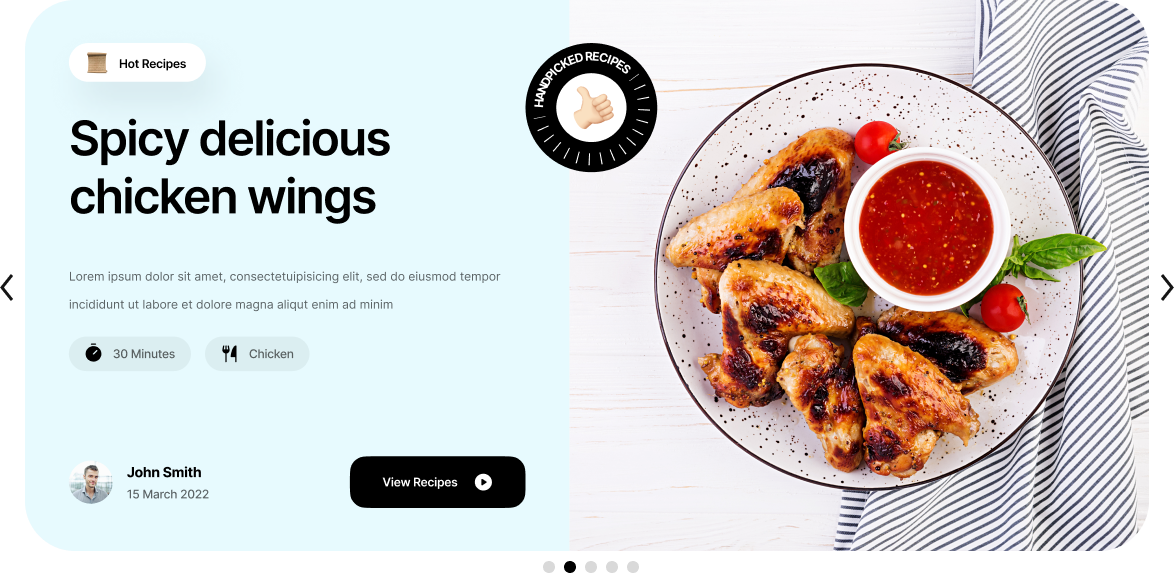 Hot Recipes
HANDPICKED RECIPES
Spicy delicious
chicken wings
Lorem ipsum dolor sit amet, consectetuipisicing elit, sed do eiusmod tempor
incididunt ut labore et dolore magna aliqut enim ad minim
30 Minutes
Chicken
John Smith
15 March 2022
View Recipes